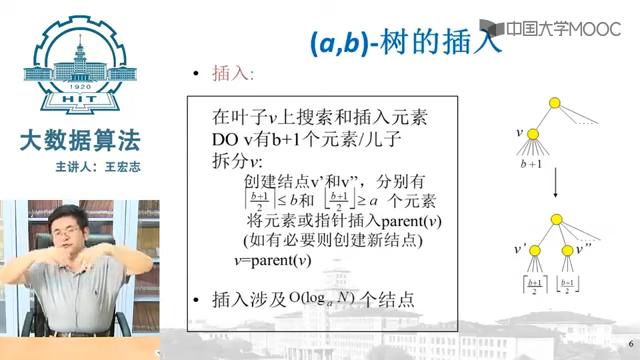 (a,b)-树的插入
中国大学MOOC
1920
HIT
大数据算法
主讲人：王宏志
• 插入:
在叶子v上搜索和插入元素
DO v有b+1个元素/儿子
拆分v:
创建结点v’和v”，分别有
⌈(b+1)/2⌉ ≤ b和 ⌊(b+1)/2⌋ ≥ a 个元素
将元素或指针插入parent(v)
(如有必要则创建新结点)
v=parent(v)
• 插入涉及O(logₐ N) 个结点
v
b+1
v’
v”
⌈(b+1)/2⌉ ⌊(b+1)/2⌋
6